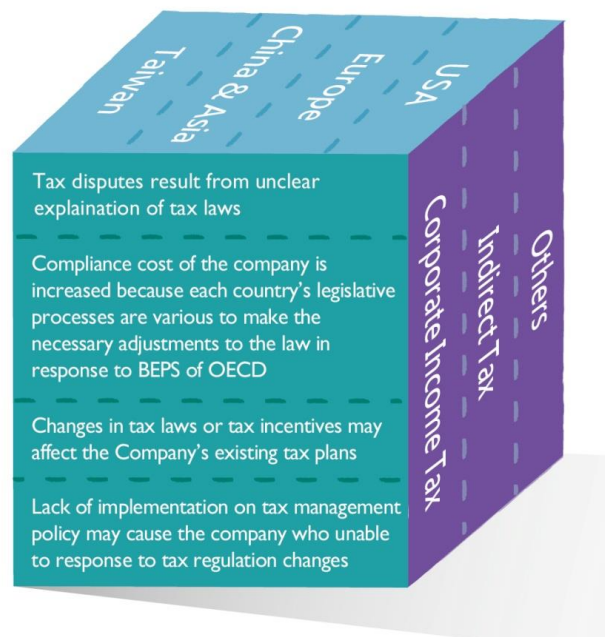 Taiwan
China & Asia
Europe
USA
Tax disputes result from unclear
explaination of tax laws
Compliance cost of the company is
increased because each country's legislative
processes are various to make the
necessary adjustments to the law in
response to BEPS of OECD
Changes in tax laws or tax incentives may
affect the Company's existing tax plans
Lack of implementation on tax management
policy may cause the company who unable
to response to tax regulation changes
Corporate Income Tax
Indirect Tax
Others